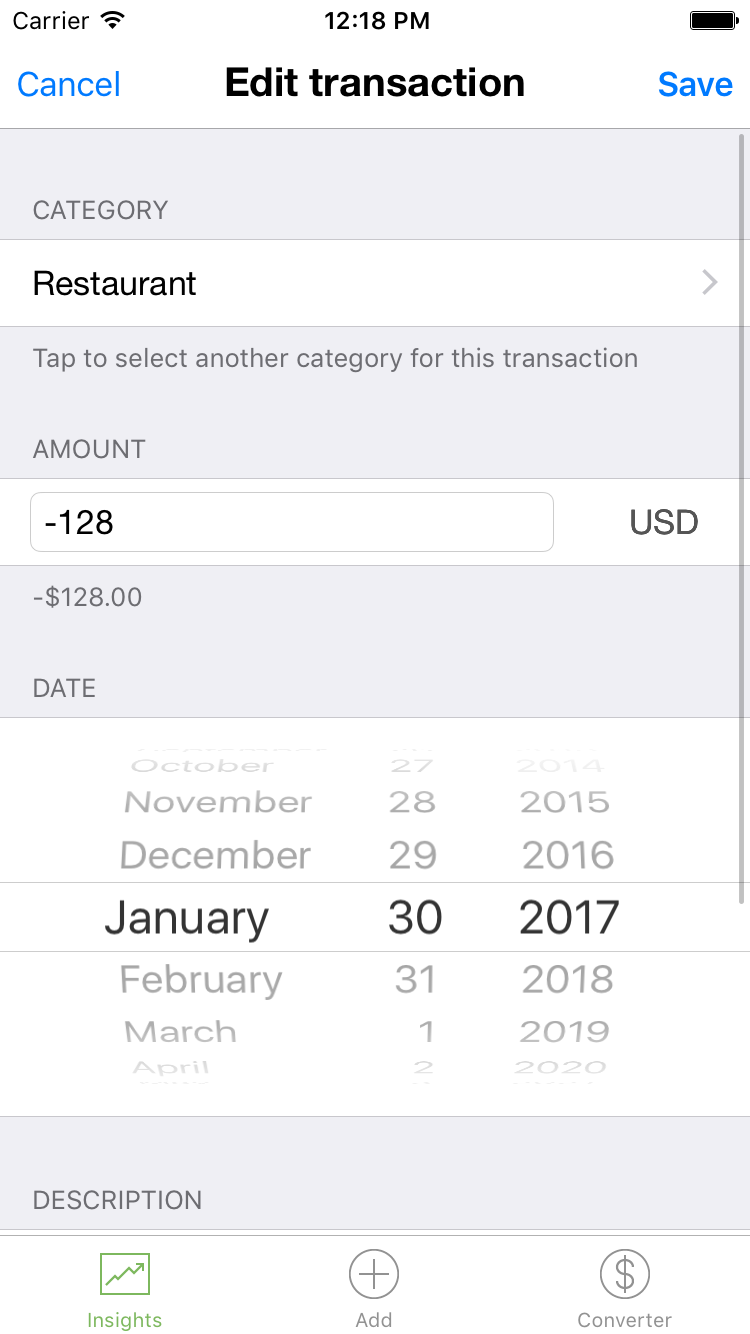 Carrier 12:18 PM
Cancel Edit transaction Save
CATEGORY
Restaurant
Tap to select another category for this transaction
AMOUNT
-128 USD
-$128.00
DATE
October 27 2014
November 28 2015
December 29 2016
January 30 2017
February 31 2018
March 1 2019
April 2 2020
DESCRIPTION
Insights Add Converter